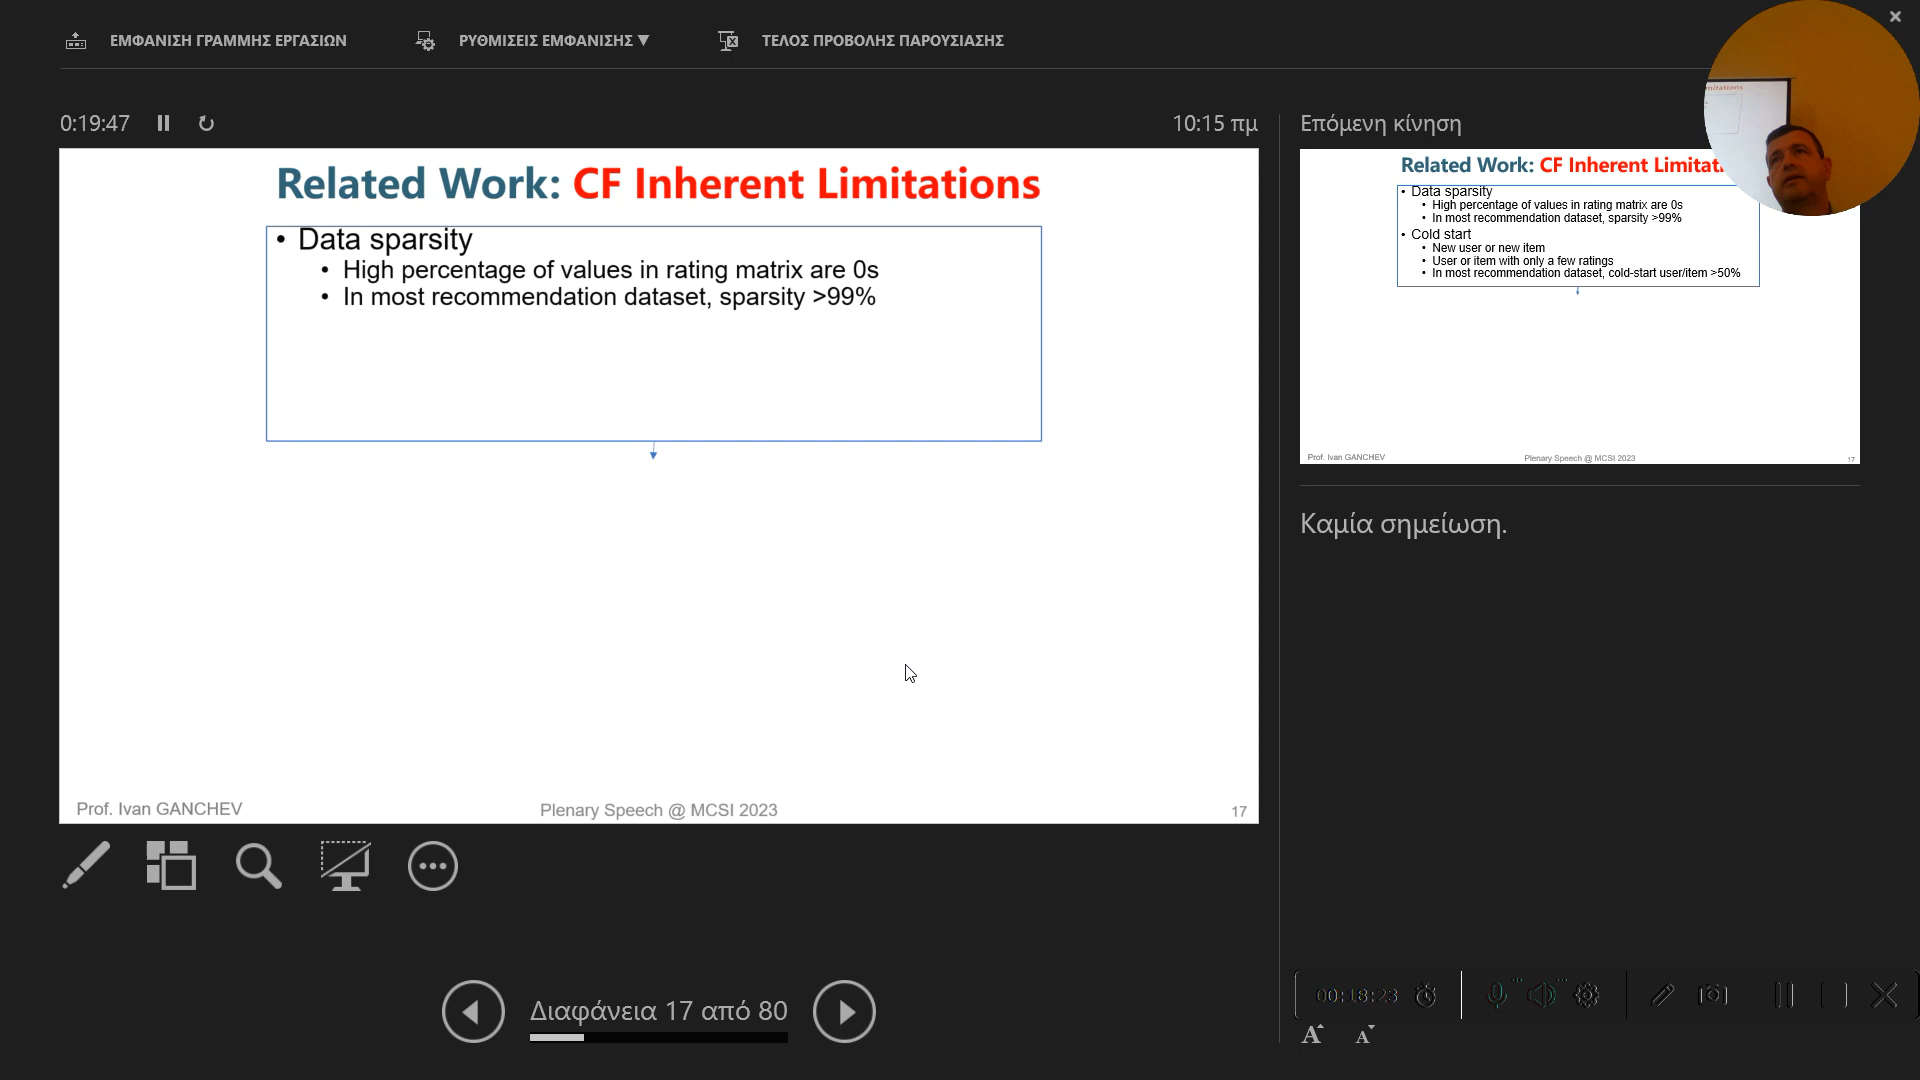 ΕΜΦΑΝΙΣΗ ΓΡΑΜΜΗΣ ΕΡΓΑΣΙΩΝ
ΡΥΘΜΙΣΕΙΣ ΕΜΦΑΝΙΣΗΣ ▼
ΤΕΛΟΣ ΠΡΟΒΟΛΗΣ ΠΑΡΟΥΣΙΑΣΗΣ
0:19:47
10:15 πμ
Related Work: CF Inherent Limitations
• Data sparsity
• High percentage of values in rating matrix are 0s
• In most recommendation dataset, sparsity >99%
Prof. Ivan GANCHEV
Plenary Speech @ MCSI 2023
17
Διαφάνεια 17 από 80
Επόμενη κίνηση
Related Work: CF Inherent Limitat
• Data sparsity
• High percentage of values in rating matrix are 0s
• In most recommendation dataset, sparsity >99%
• Cold start
• New user or new item
• User or item with only a few ratings
• In most recommendation dataset, cold-start user/item >50%
Prof. Ivan GANCHEV
Plenary Speech @ MCSI 2023
17
Καμία σημείωση.
00:18:23
A A